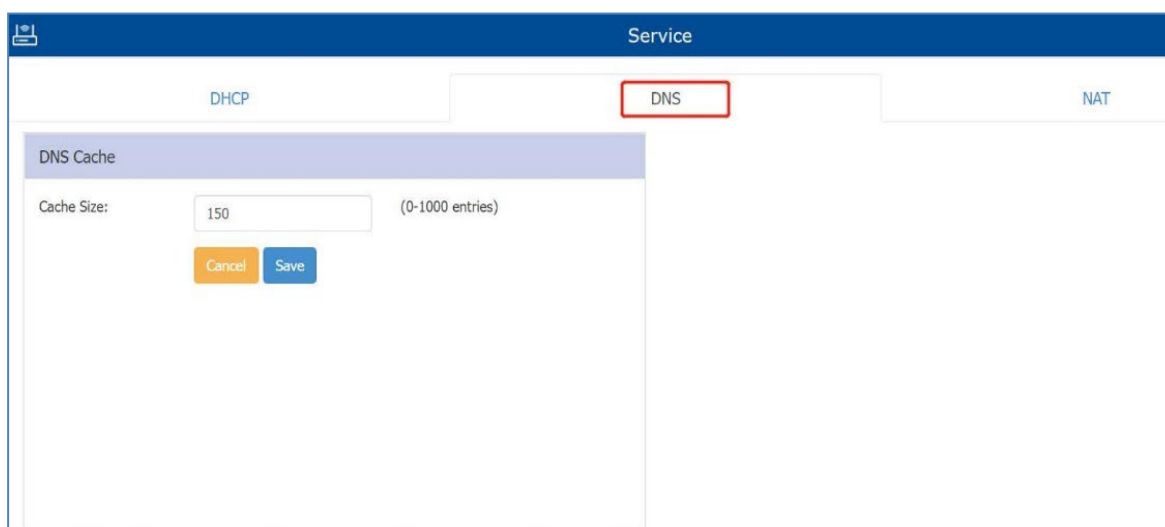 Service
DHCP DNS NAT
DNS Cache
Cache Size: 150 (0-1000 entries)
Cancel Save